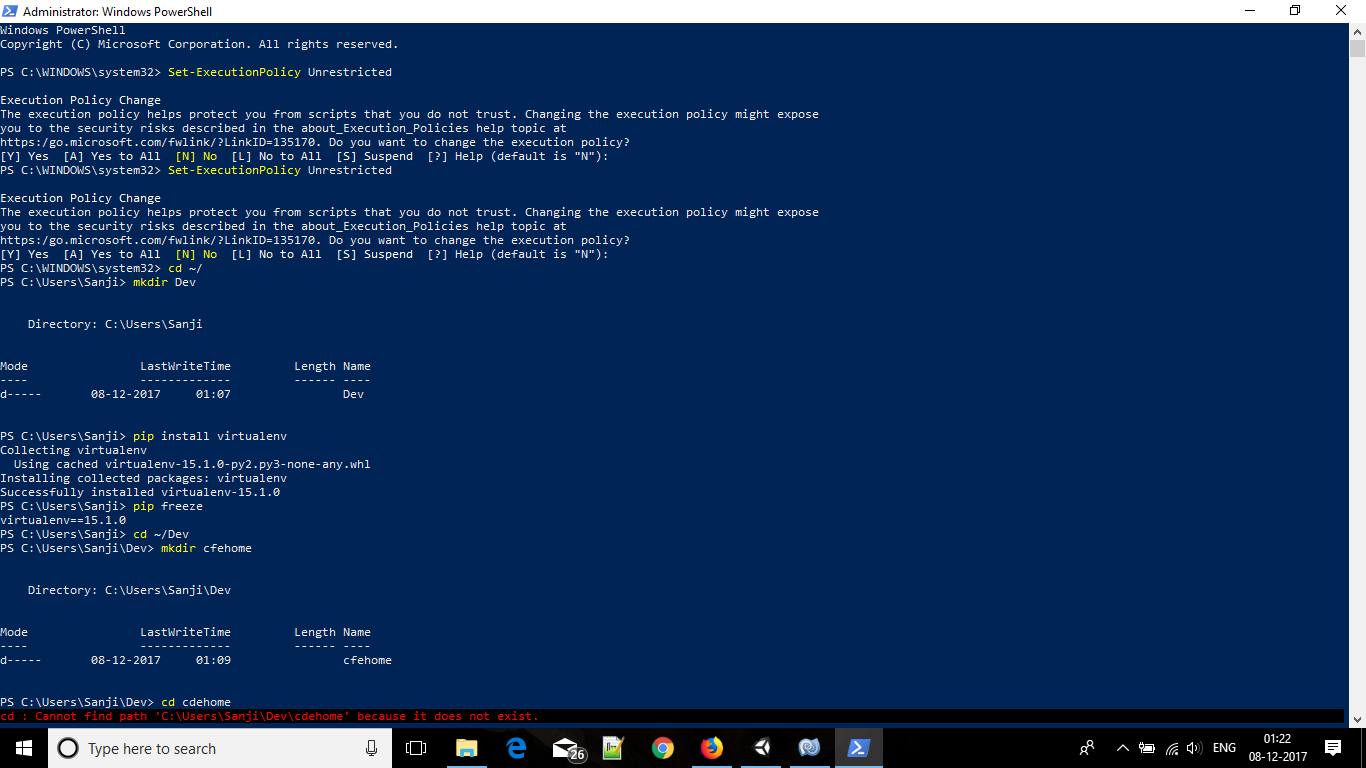 Administrator: Windows PowerShell
Windows PowerShell
Copyright (C) Microsoft Corporation. All rights reserved.
PS C:\WINDOWS\system32> Set-ExecutionPolicy Unrestricted
Execution Policy Change
The execution policy helps protect you from scripts that you do not trust. Changing the execution policy might expose
you to the security risks described in the about_Execution_Policies help topic at
https:/go.microsoft.com/fwlink/?LinkID=135170. Do you want to change the execution policy?
[Y] Yes  [A] Yes to All  [N] No  [L] No to All  [S] Suspend  [?] Help (default is "N"):
PS C:\WINDOWS\system32> Set-ExecutionPolicy Unrestricted
Execution Policy Change
The execution policy helps protect you from scripts that you do not trust. Changing the execution policy might expose
you to the security risks described in the about_Execution_Policies help topic at
https:/go.microsoft.com/fwlink/?LinkID=135170. Do you want to change the execution policy?
[Y] Yes  [A] Yes to All  [N] No  [L] No to All  [S] Suspend  [?] Help (default is "N"):
PS C:\WINDOWS\system32> cd ~/
PS C:\Users\Sanji> mkdir Dev
    Directory: C:\Users\Sanji
Mode                LastWriteTime         Length Name
----                -------------         ------ ----
d-----       08-12-2017     01:07                Dev
PS C:\Users\Sanji> pip install virtualenv
Collecting virtualenv
  Using cached virtualenv-15.1.0-py2.py3-none-any.whl
Installing collected packages: virtualenv
Successfully installed virtualenv-15.1.0
PS C:\Users\Sanji> pip freeze
virtualenv==15.1.0
PS C:\Users\Sanji> cd ~/Dev
PS C:\Users\Sanji\Dev> mkdir cfehome
    Directory: C:\Users\Sanji\Dev
Mode                LastWriteTime         Length Name
----                -------------         ------ ----
d-----       08-12-2017     01:09                cfehome
PS C:\Users\Sanji\Dev> cd cdehome
cd : Cannot find path 'C:\Users\Sanji\Dev\cdehome' because it does not exist.
Type here to search
26
ENG
01:22
08-12-2017